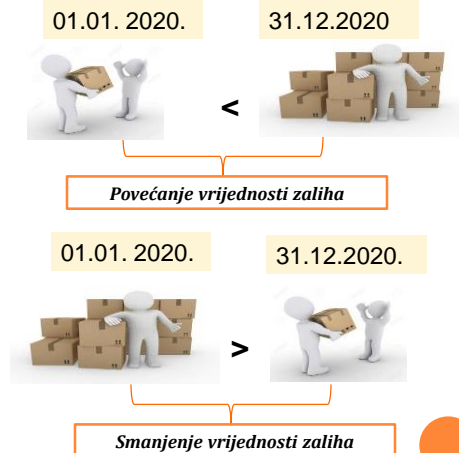 01.01. 2020. 31.12.2020
<
Povećanje vrijednosti zaliha
01.01. 2020. 31.12.2020.
>
Smanjenje vrijednosti zaliha